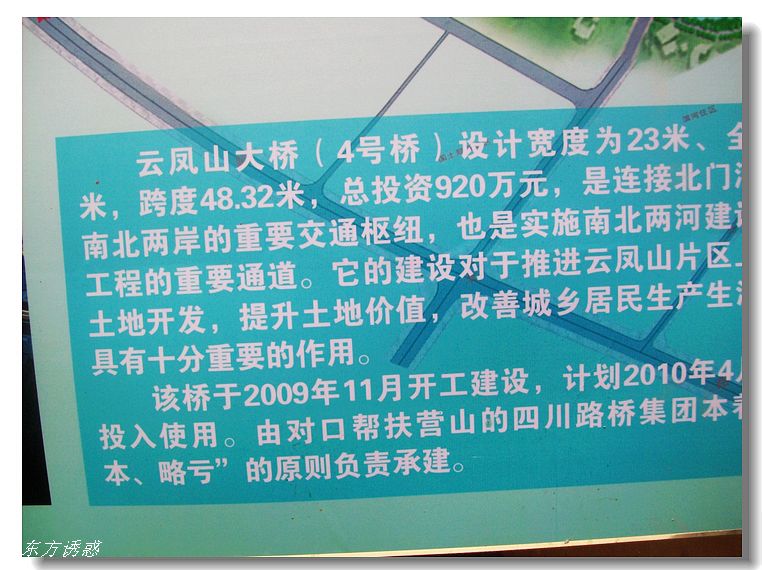 滨河住区
云凤山大桥（4号桥）设计宽度为23米、全
米，跨度48.32米，总投资920万元，是连接北门
南北两岸的重要交通枢纽，也是实施南北两河建设
工程的重要通道。它的建设对于推进云凤山片区
土地开发，提升土地价值，改善城乡居民生产生活
具有十分重要的作用。
该桥于2009年11月开工建设，计划2010年4月
投入使用。由对口帮扶营山的四川路桥集团本着
本、略亏”的原则负责承建。
东方诱惑